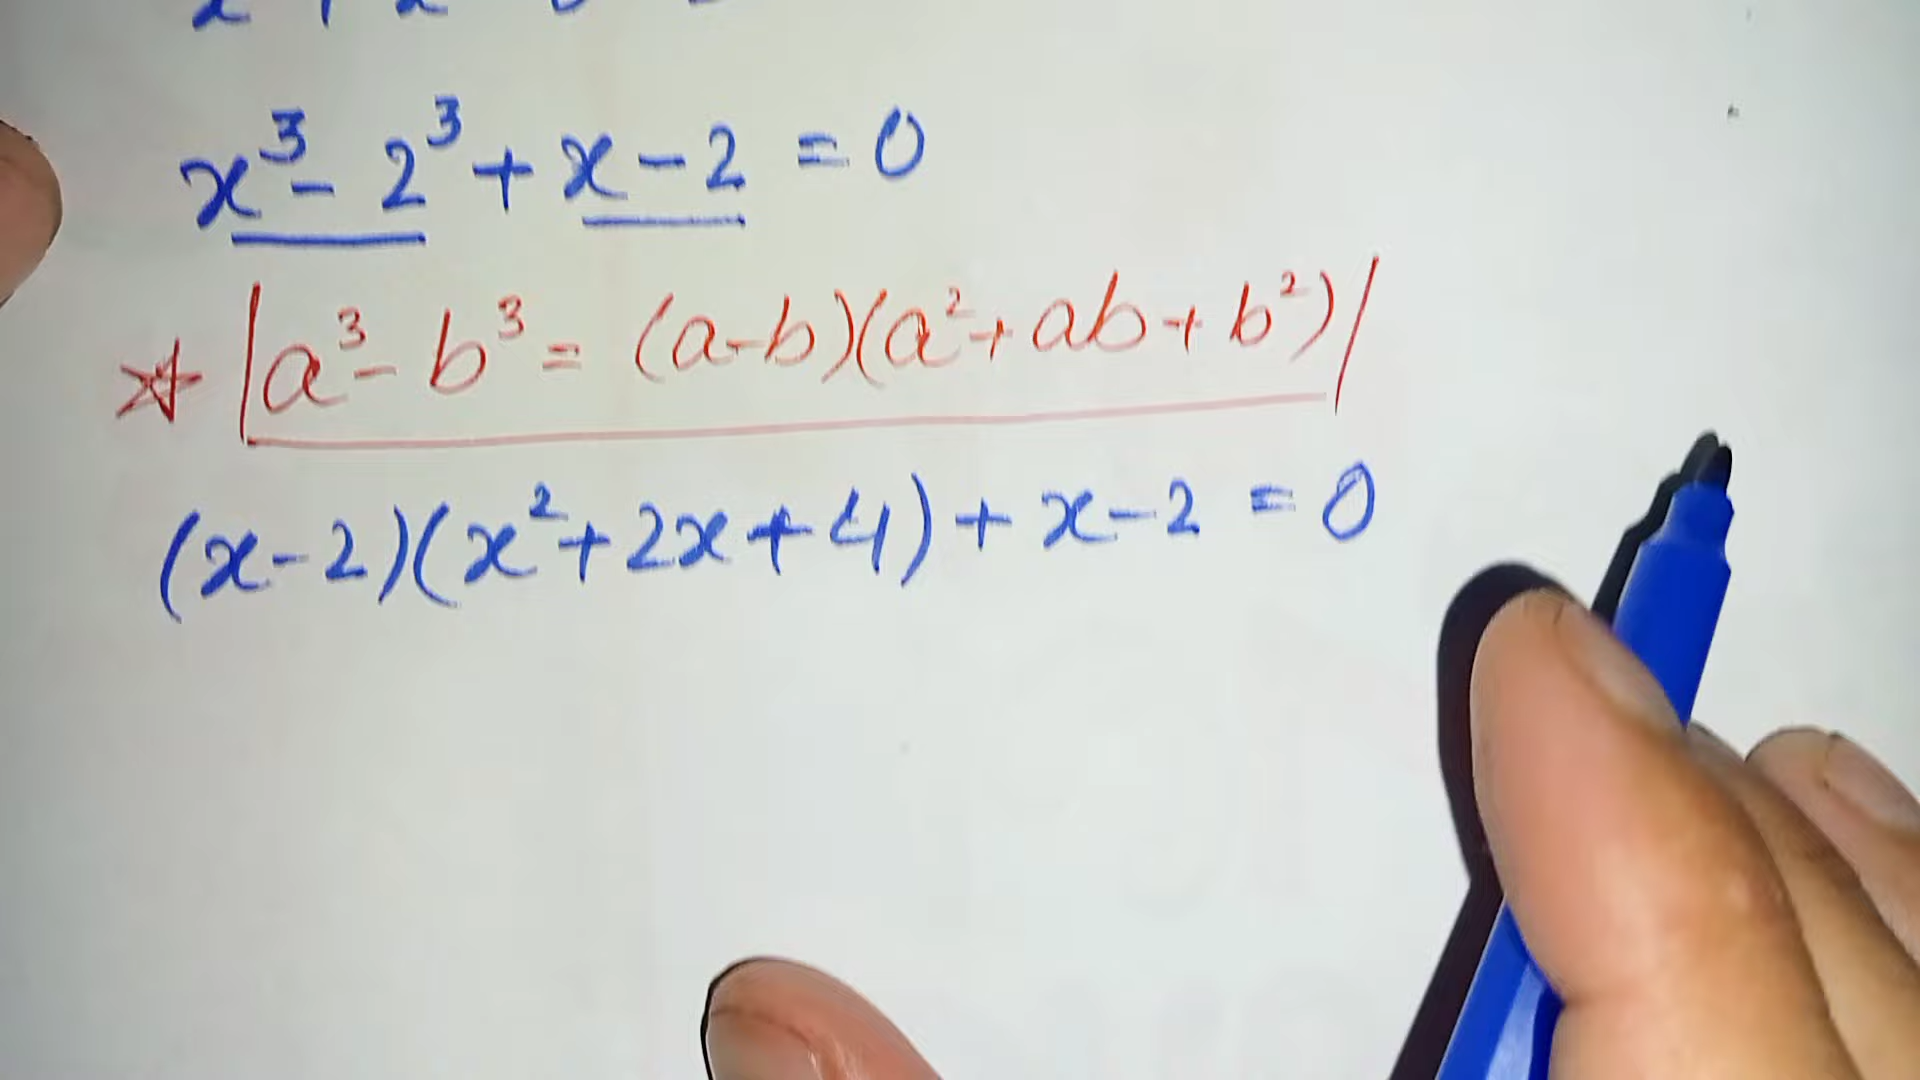 x³ - 2³ + x - 2 = 0
☆ |a³ - b³ = (a-b)(a² + ab + b²)|
(x-2)(x² + 2x + 4) + x - 2 = 0